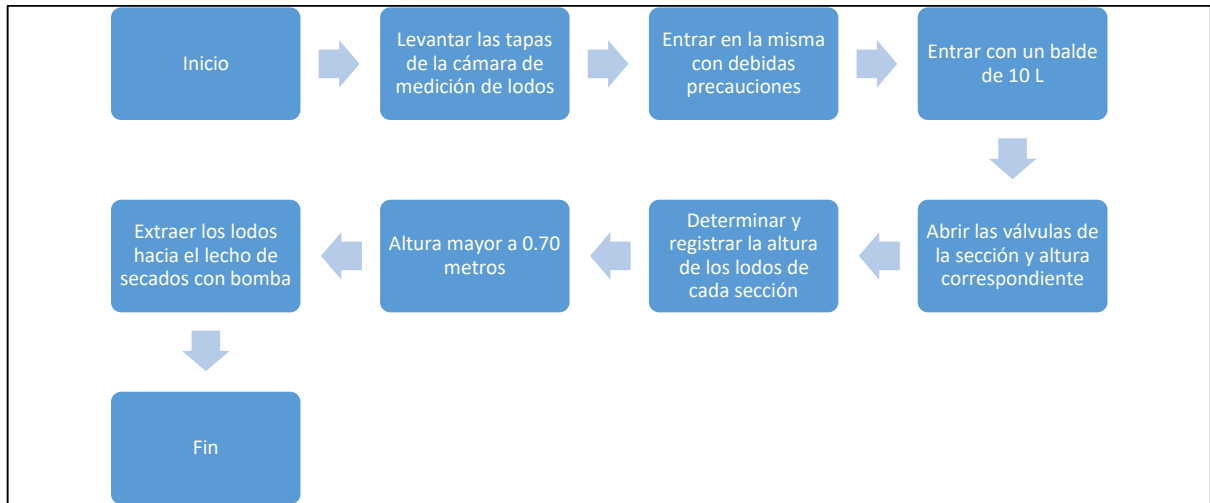 Inicio
Levantar las tapas
de la cámara de
medición de lodos
Entrar en la misma
con debidas
precauciones
Entrar con un balde
de 10 L
Abrir las válvulas de
la sección y altura
correspondiente
Determinar y
registrar la altura
de los lodos de
cada sección
Altura mayor a 0.70
metros
Extraer los lodos
hacia el lecho de
secados con bomba
Fin